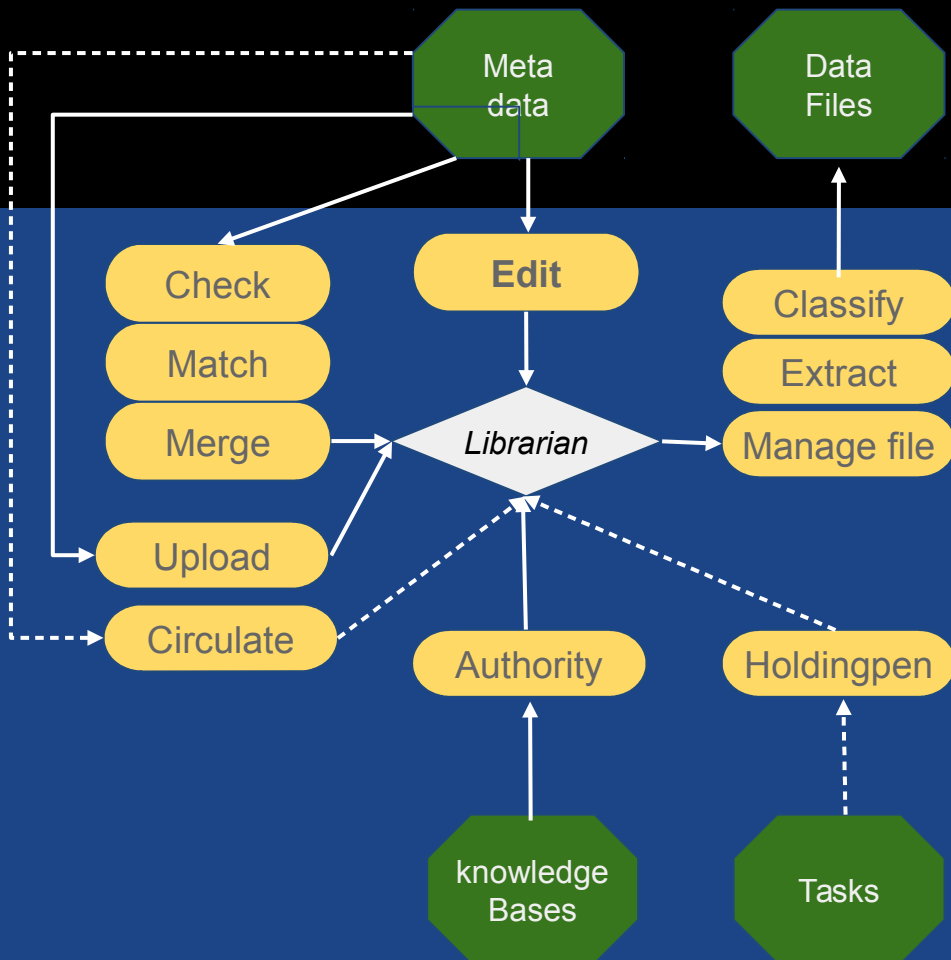 Meta
data
Data
Files
Check
Edit
Classify
Match
Extract
Merge
Librarian
Manage file
Upload
Circulate
Authority
Holdingpen
knowledge
Bases
Tasks